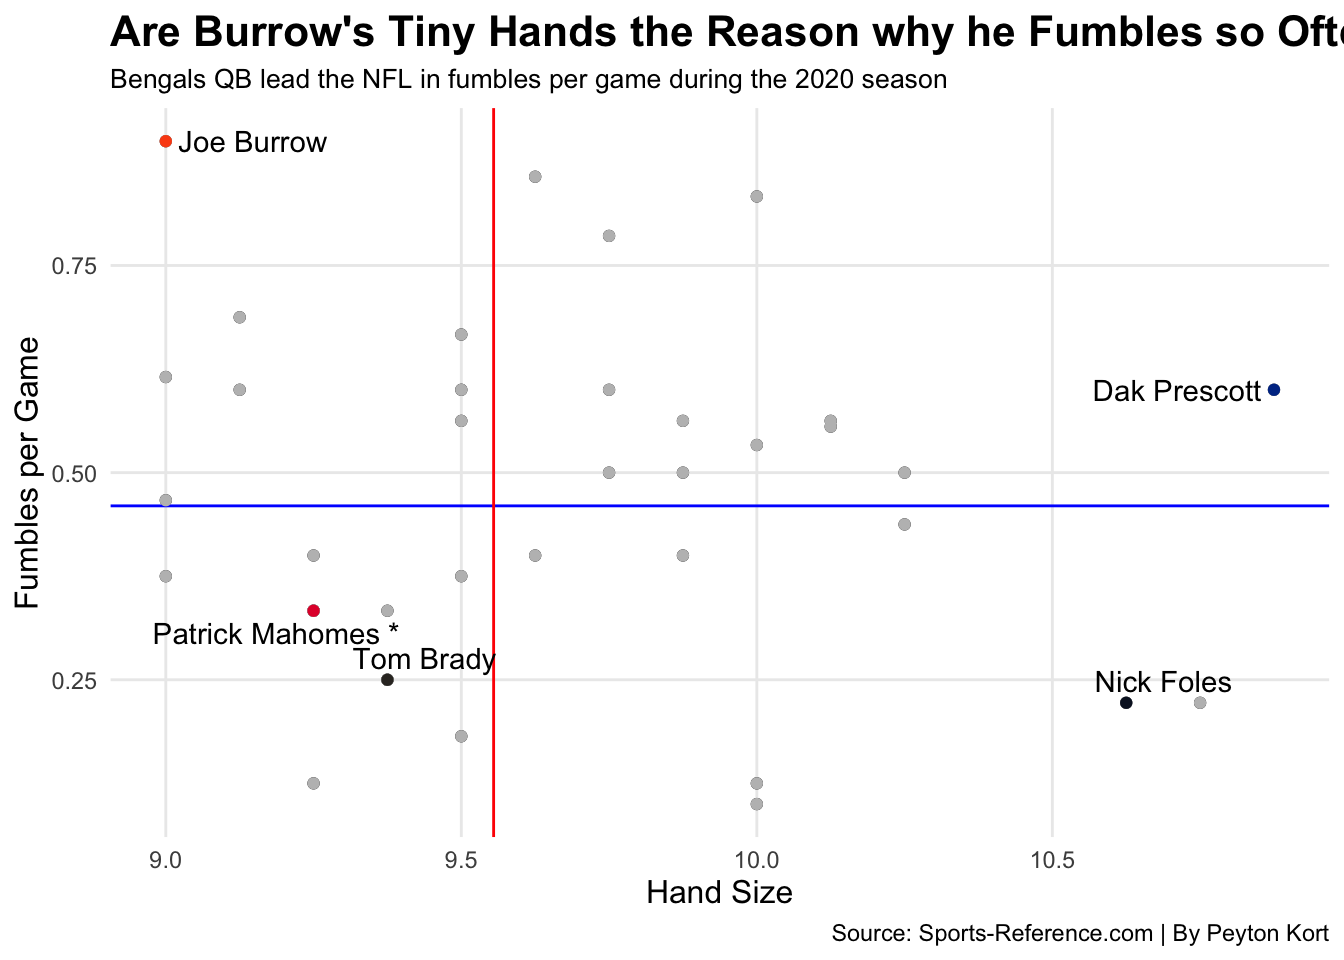 Are Burrow's Tiny Hands the Reason why he Fumbles so
Bengals QB lead the NFL in fumbles per game during the 2020 season
Joe Burrow
0.75
Dak Prescott
0.50
Fumbles per Game
Patrick Mahomes *
Tom Brady
0.25
Nick Foles
9.0 9.5 10.0 10.5
Hand Size
Source: Sports-Reference.com | By Peyton Kort